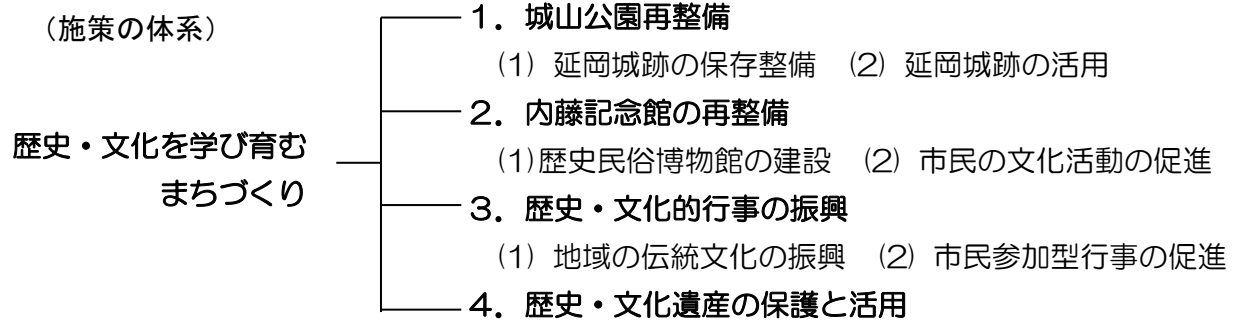 （施策の体系）
１．城山公園再整備
(1) 延岡城跡の保存整備　(2) 延岡城跡の活用
２．内藤記念館の再整備
歴史・文化を学び育む
まちづくり
(1)歴史民俗博物館の建設　(2) 市民の文化活動の促進
３．歴史・文化的行事の振興
(1) 地域の伝統文化の振興　(2) 市民参加型行事の促進
４．歴史・文化遺産の保護と活用